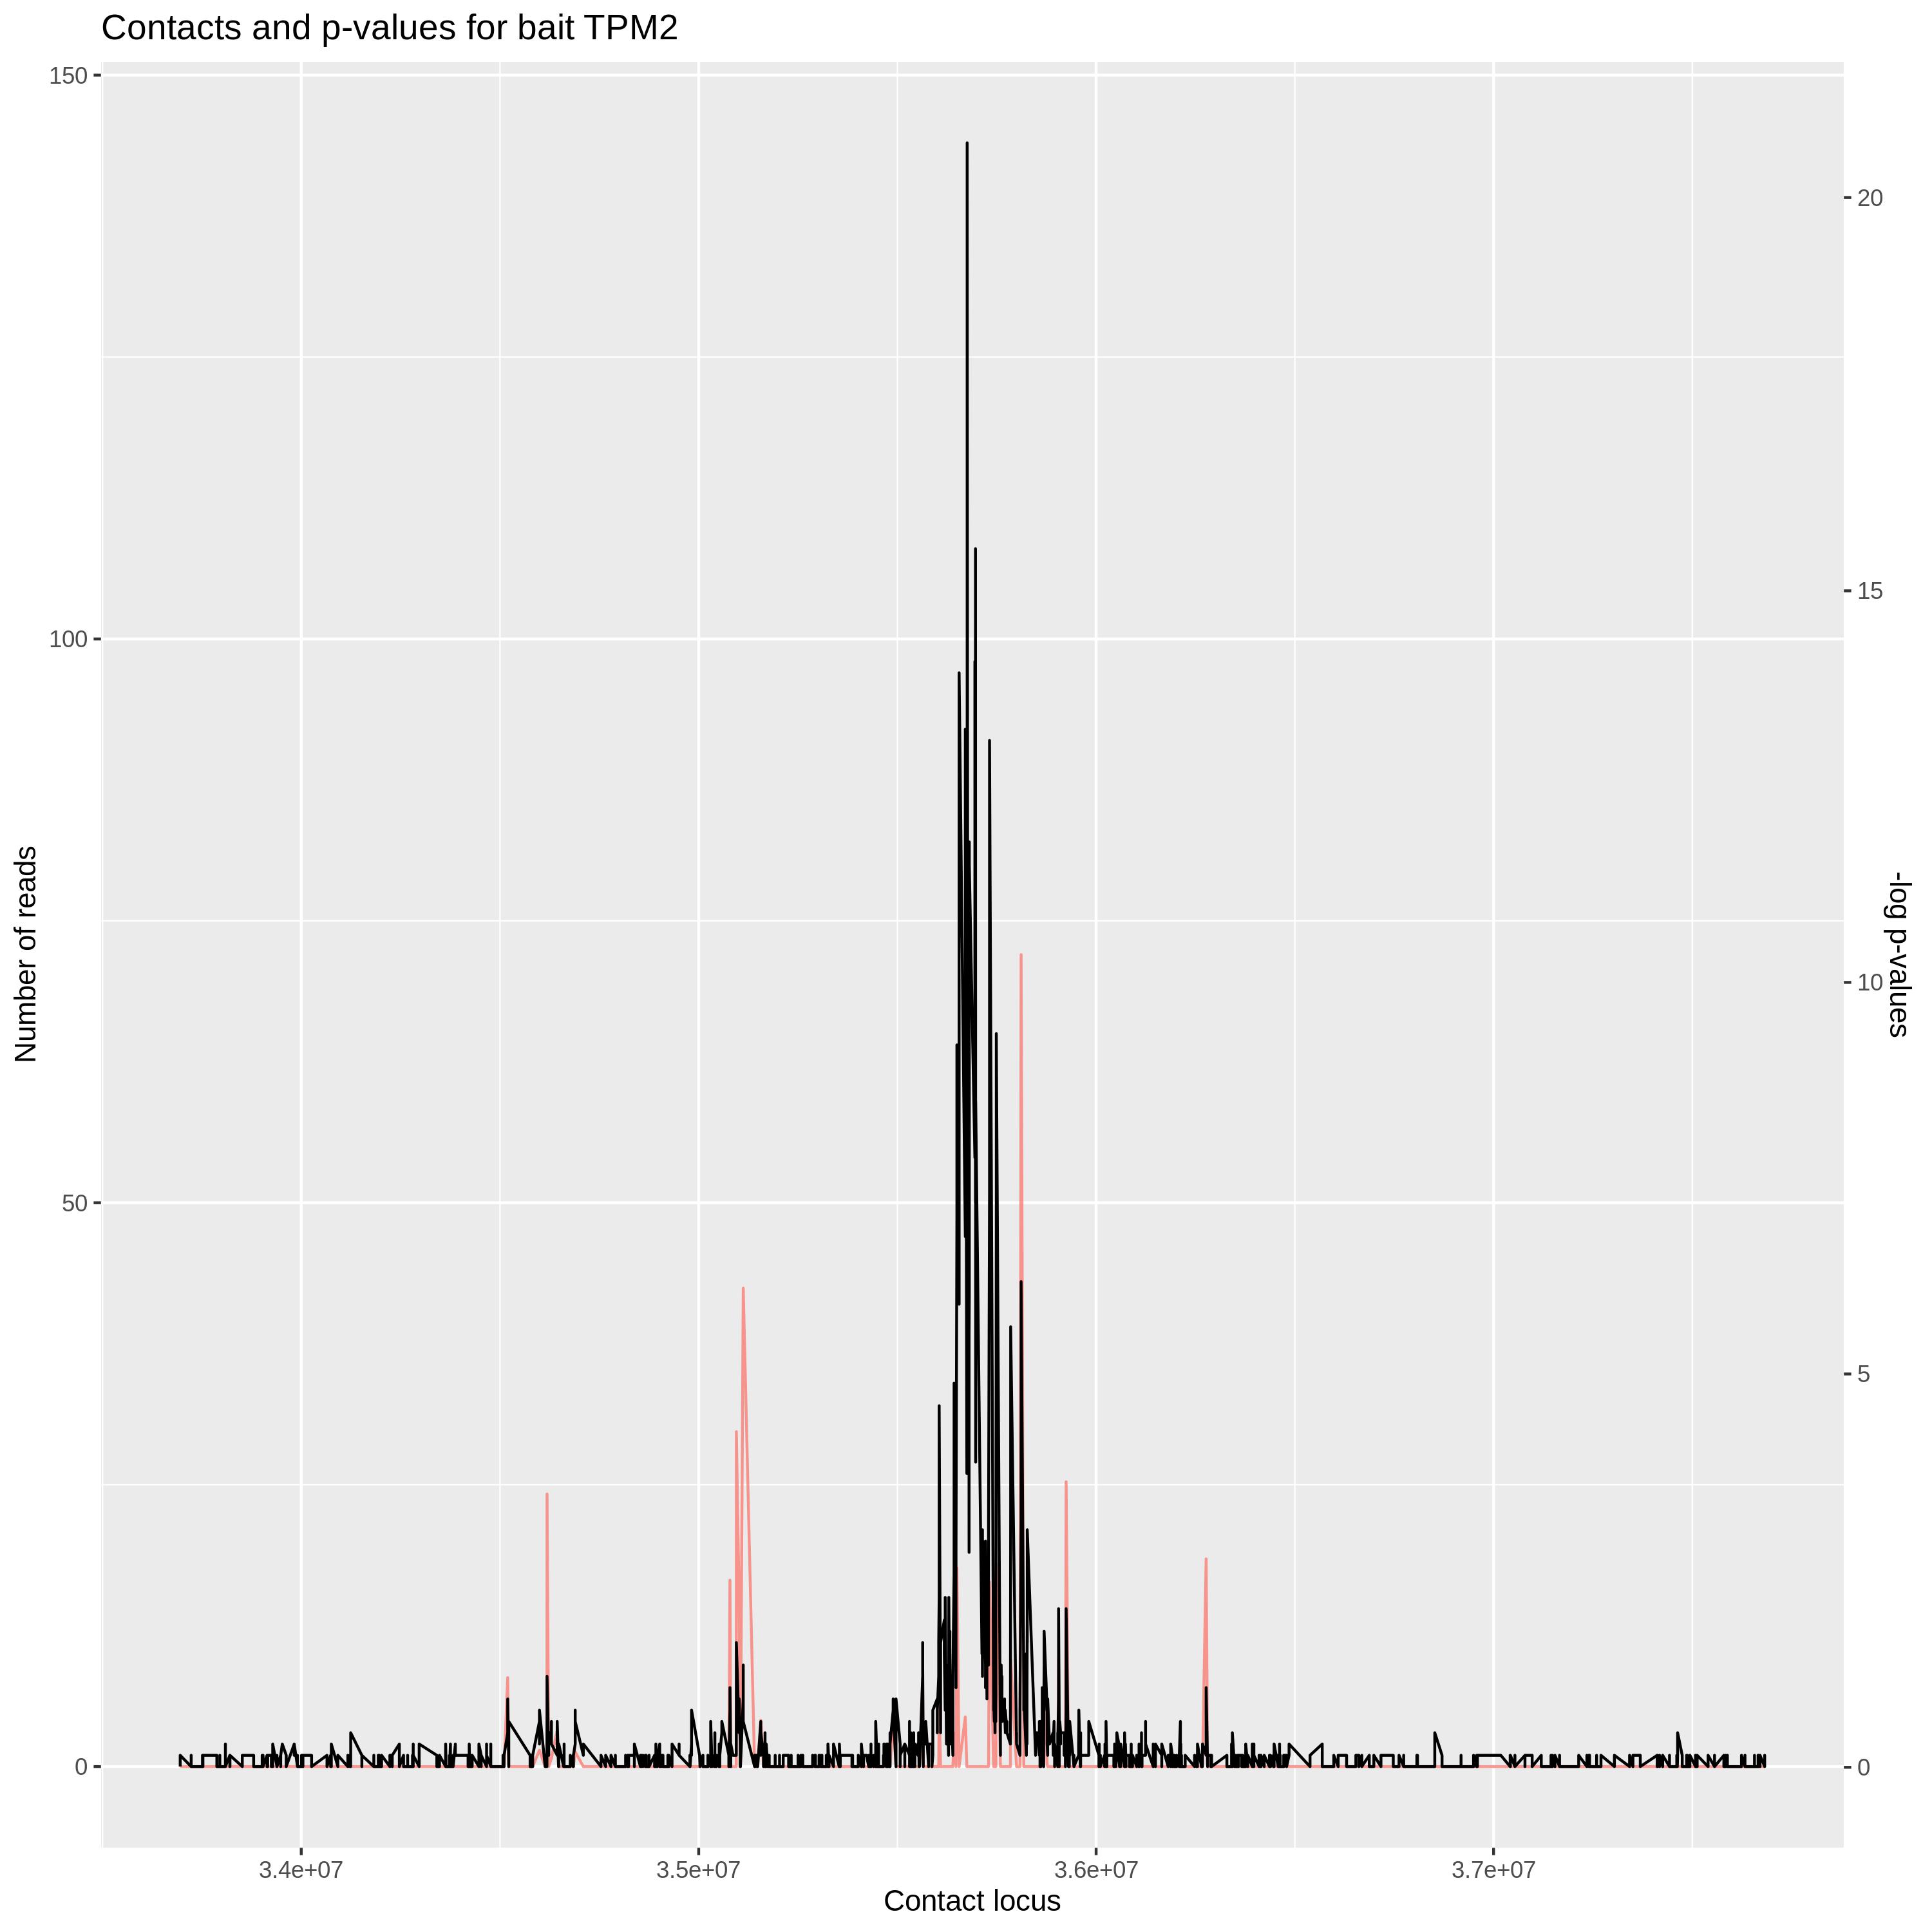 Contacts and p-values for bait TPM2
150
100
50
0
Number of reads
20
15
10
5
0
-log p-values
3.4e+07
3.5e+07
3.6e+07
3.7e+07
Contact locus